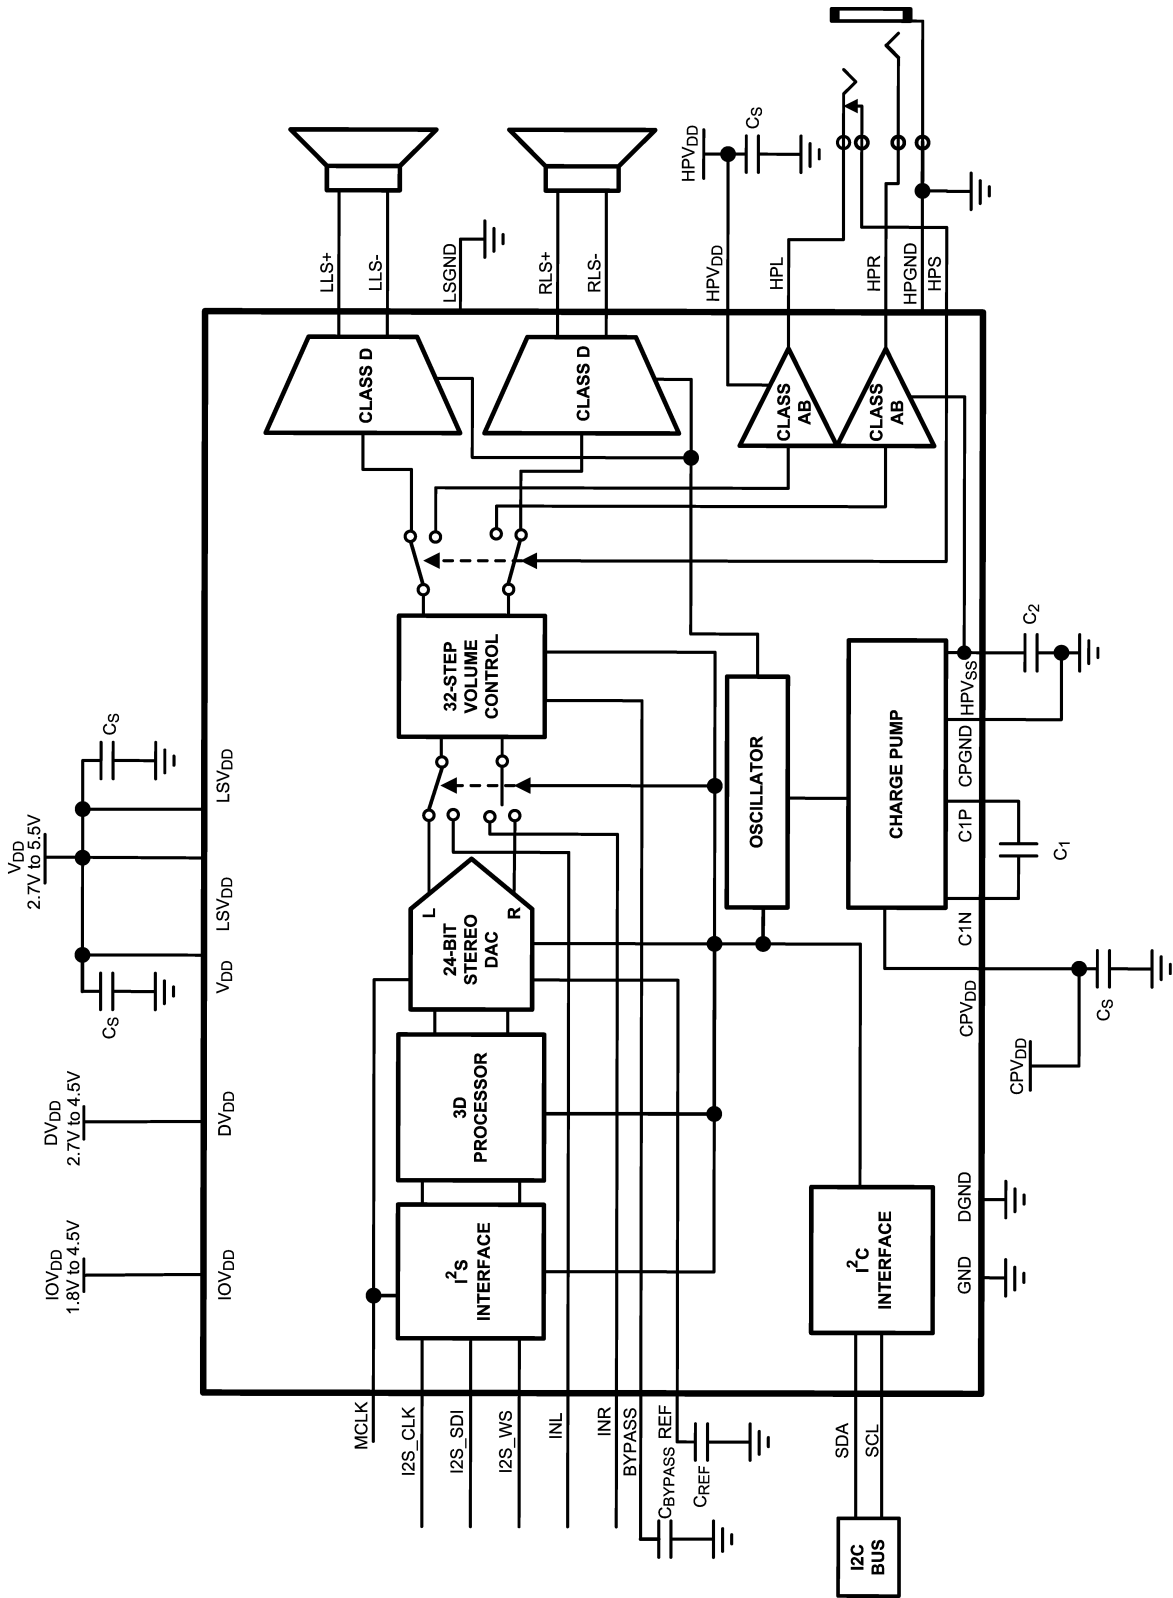 IOVDD
1.8V to 4.5V
DVDD
2.7V to 4.5V
VDD
2.7V to 5.5V
CS
CS
IOVDD
DVDD
VDD
LSVDD
LSVDD
MCLK
I2S_CLK
I2S_SDI
I2S_WS
INL
INR
BYPASS
REF
CBYPASS
CREF
SDA
SCL
I2C
BUS
I2S
INTERFACE
3D
PROCESSOR
24-BIT
STEREO
DAC
L
R
32-STEP
VOLUME
CONTROL
CLASS D
CLASS D
CLASS
AB
CLASS
AB
OSCILLATOR
CHARGE PUMP
I2C
INTERFACE
LLS+
LLS-
LSGND
RLS+
RLS-
HPVDD
HPVDD
CS
HPL
HPR
HPGND
HPS
GND
DGND
CPVDD
CPVDD
CS
C1N
C1P
C1
CPGND
HPVSS
C2